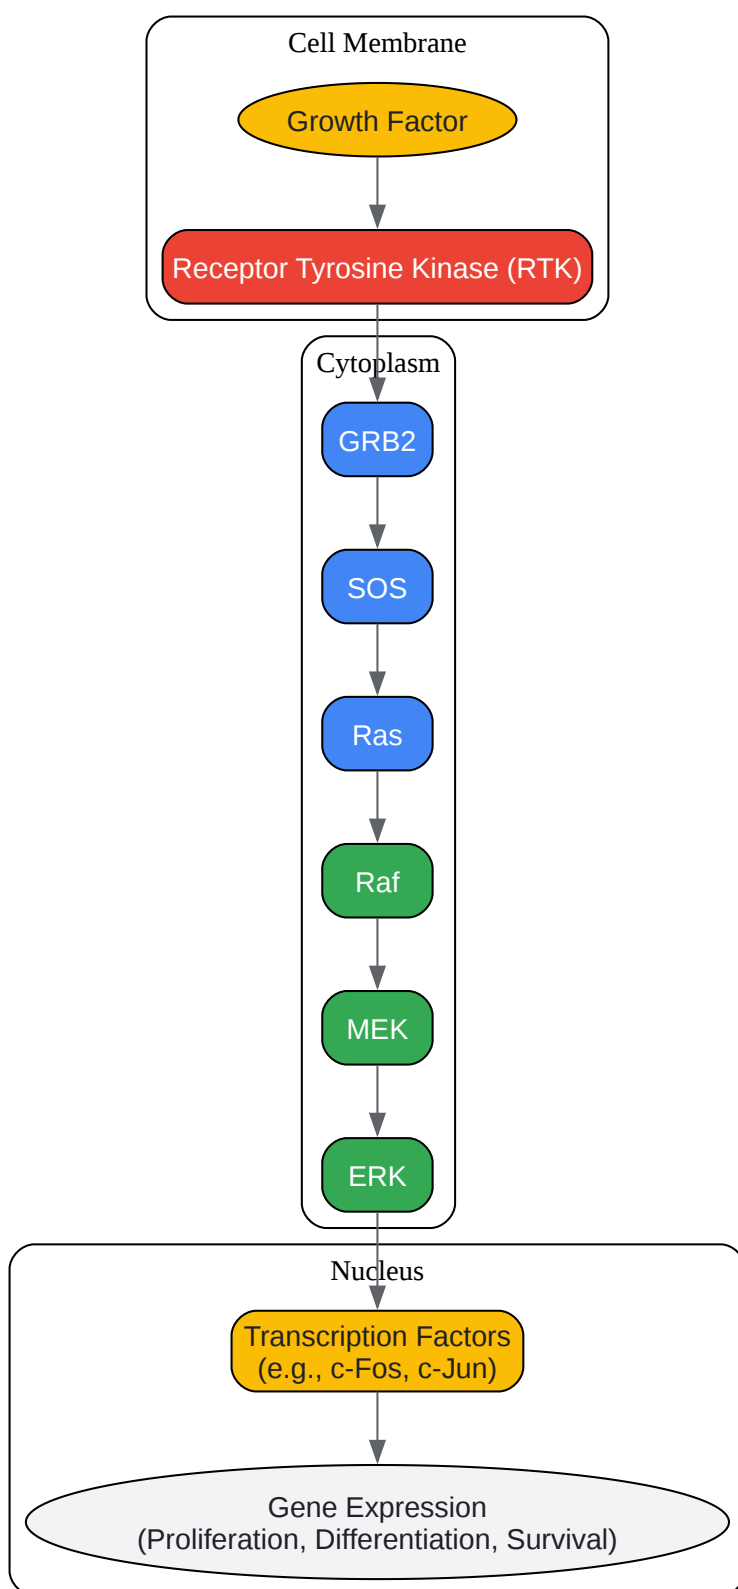 Cell Membrane
Growth Factor
Receptor Tyrosine Kinase (RTK)
Cytoplasm
GRB2
SOS
Ras
Raf
MEK
ERK
Nucleus
Transcription Factors
(e.g., c-Fos, c-Jun)
Gene Expression
(Proliferation, Differentiation, Survival)